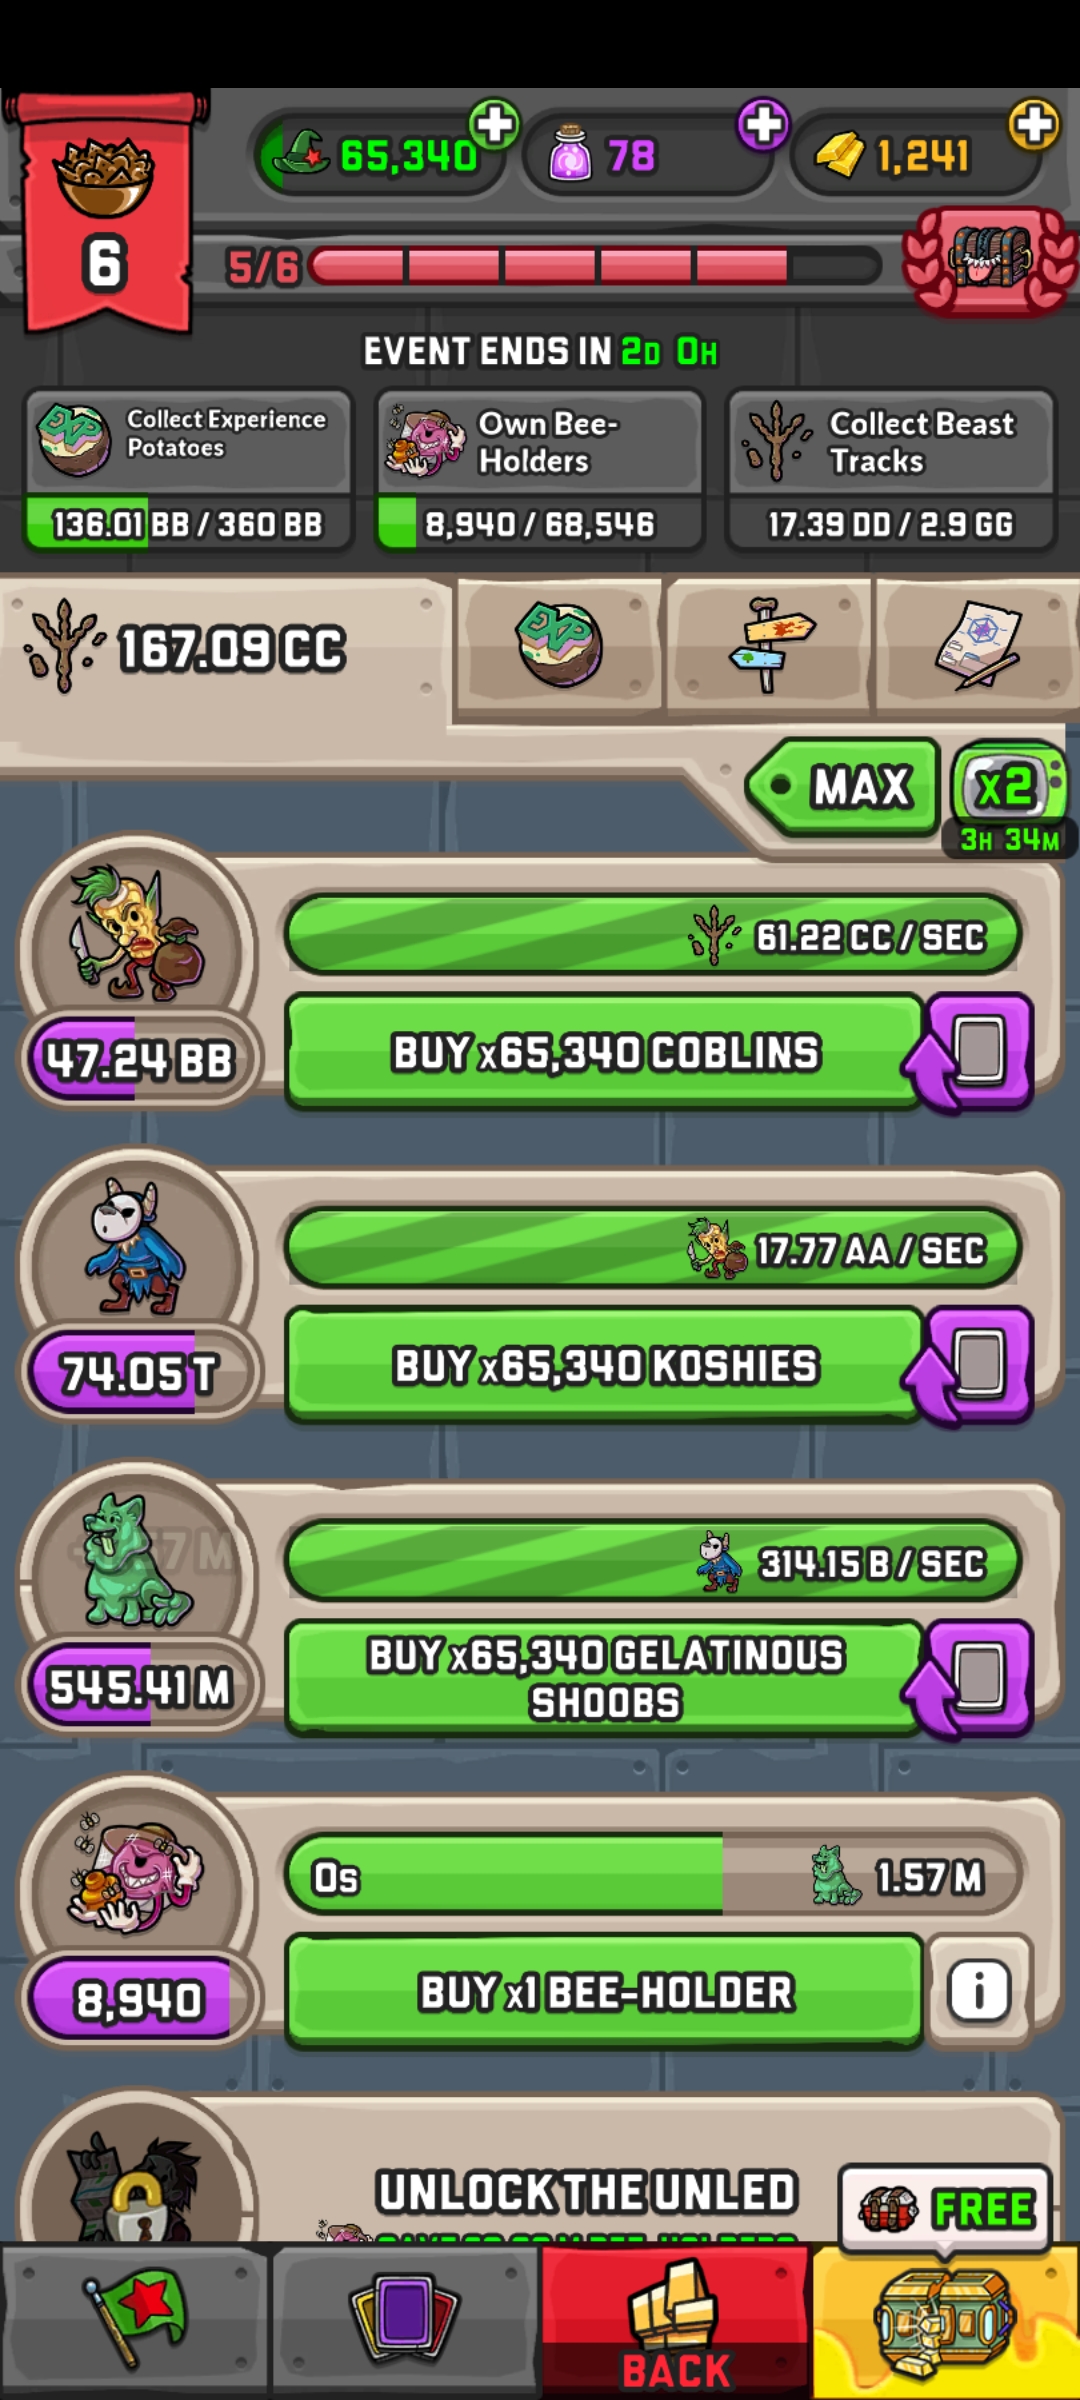 65,340
78
1,241
6
5/6
EVENT ENDS IN 2D 0H
EXP
Collect Experience
Potatoes
136.01 BB / 360 BB
Own Bee-
Holders
8,940 / 68,546
Collect Beast
Tracks
17.39 DD / 2.9 GG
167.09 CC
EXP
MAX
x2
3H 34M
61.22 CC / SEC
BUY x65,340 COBLINS
47.24 BB
17.77 AA / SEC
BUY x65,340 KOSHIES
74.05 T
314.15 B / SEC
BUY x65,340 GELATINOUS
SHOOBS
545.41 M
0s
1.57 M
BUY x1 BEE-HOLDER
i
8,940
UNLOCK THE UNLED
FREE
BACK